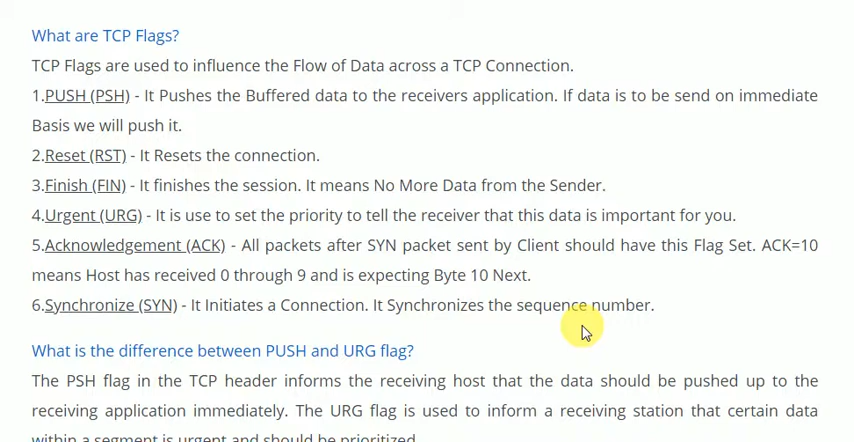 What are TCP Flags?
TCP Flags are used to influence the Flow of Data across a TCP Connection.
1.PUSH (PSH) - It Pushes the Buffered data to the receivers application. If data is to be send on immediate
Basis we will push it.
2.Reset (RST) - It Resets the connection.
3.Finish (FIN) - It finishes the session. It means No More Data from the Sender.
4.Urgent (URG) - It is use to set the priority to tell the receiver that this data is important for you.
5.Acknowledgement (ACK) - All packets after SYN packet sent by Client should have this Flag Set. ACK=10
means Host has received 0 through 9 and is expecting Byte 10 Next.
6.Synchronize (SYN) - It Initiates a Connection. It Synchronizes the sequence number.
What is the difference between PUSH and URG flag?
The PSH flag in the TCP header informs the receiving host that the data should be pushed up to the
receiving application immediately. The URG flag is used to inform a receiving station that certain data
within a segment is urgent and should be prioritized.